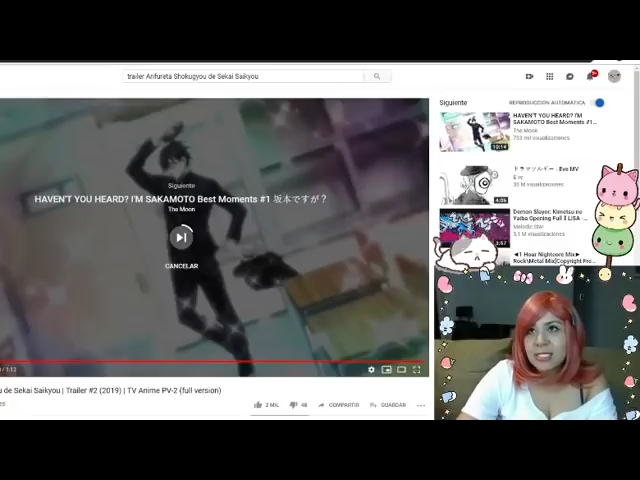 trailer Arifureta Shokugyou de Sekai Saikyou
Siguiente
HAVEN'T YOU HEARD? I'M SAKAMOTO Best Moments #1 坂本ですが？
The Moon
CANCELAR
/ 1:13
u de Sekai Saikyou | Trailer #2 (2019) | TV Anime PV-2 (full version)
2 MIL
48
COMPARTIR
GUARDAR
Siguiente
REPRODUCCIÓN AUTOMÁTICA
HAVEN'T YOU HEARD? I'M
SAKAMOTO Best Moments #1...
The Moon
10:14
ドラマツルギー - Eve MV
4:06
Demon Slayer: Kimetsu no
Yaiba Opening Full
3:57
◄1 Hour Nightcore Mix►
Rock\Metal Mix[Copyright Fre...